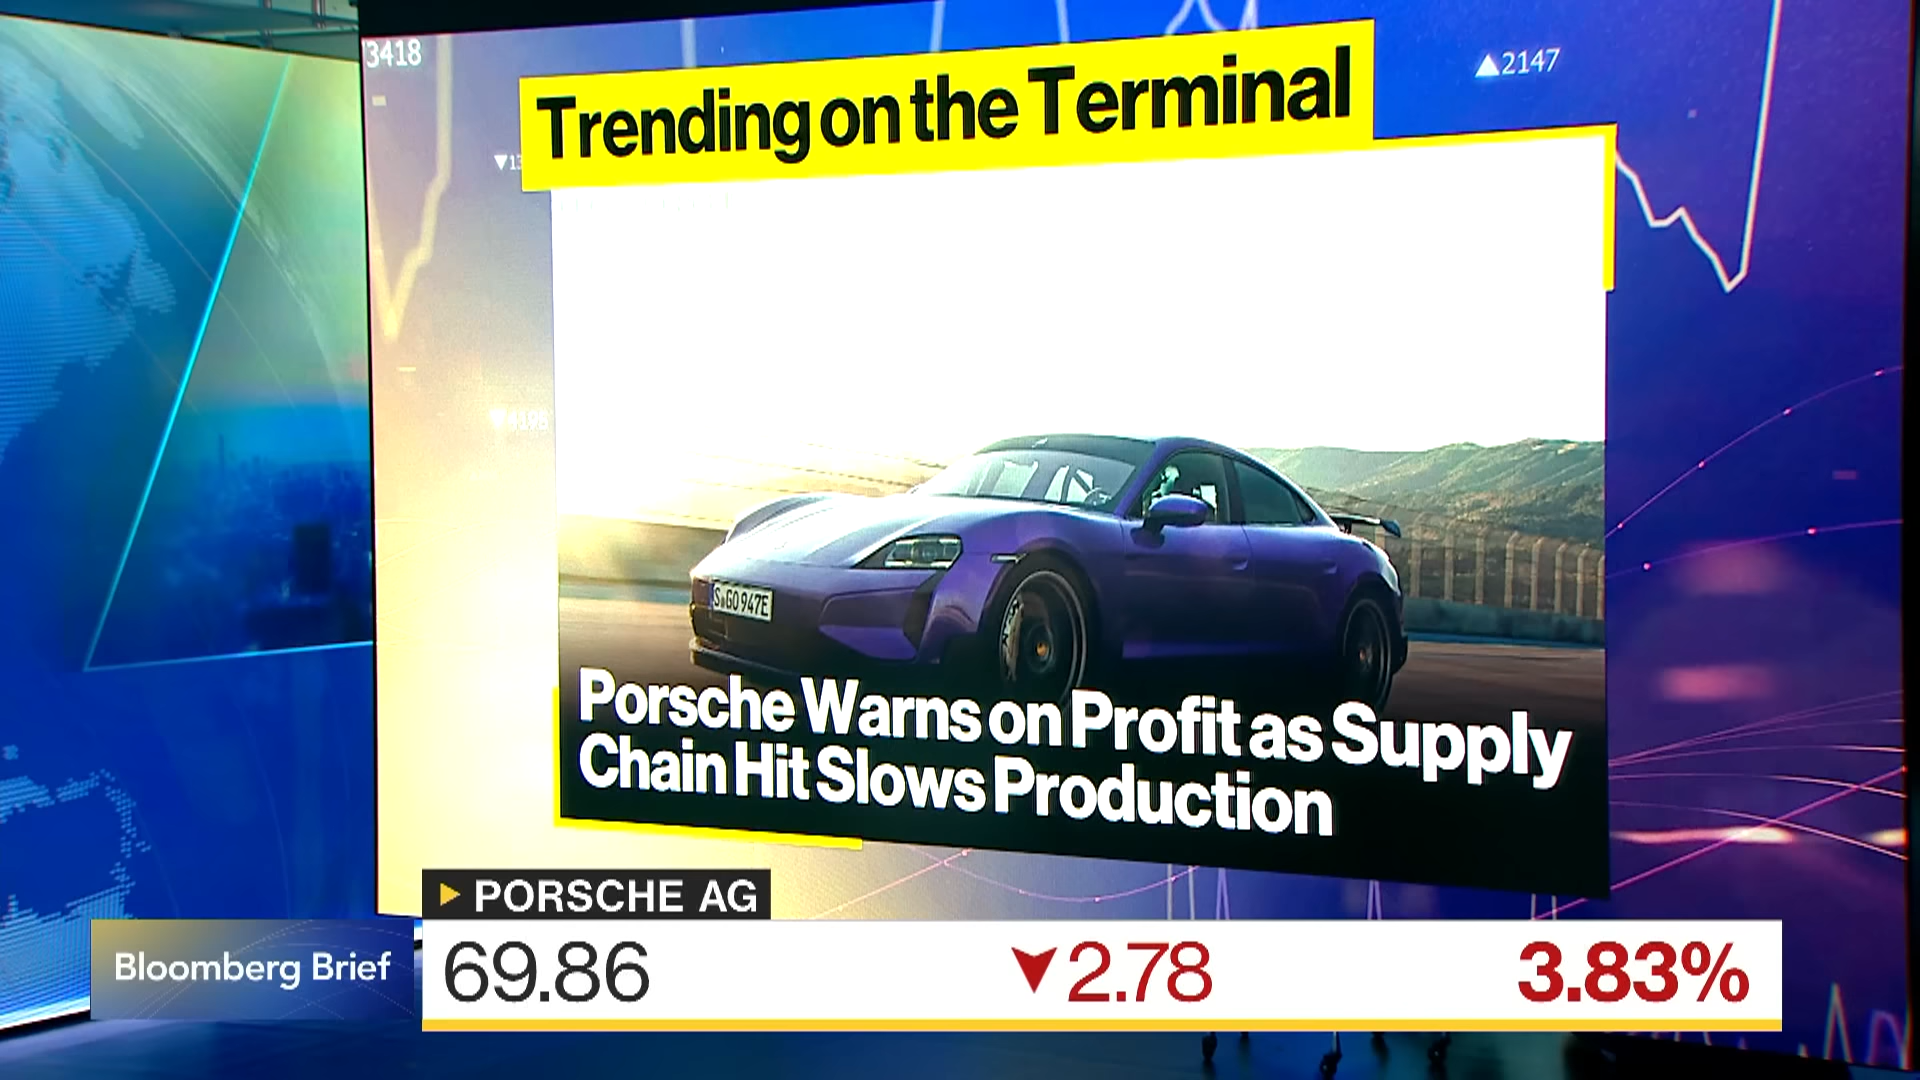 3418
▲2147
Trending on the Terminal
S GO 947E
Porsche Warns on Profit as Supply
Chain Hit Slows Production
PORSCHE AG
Bloomberg Brief
69.86 ▼2.78 3.83%